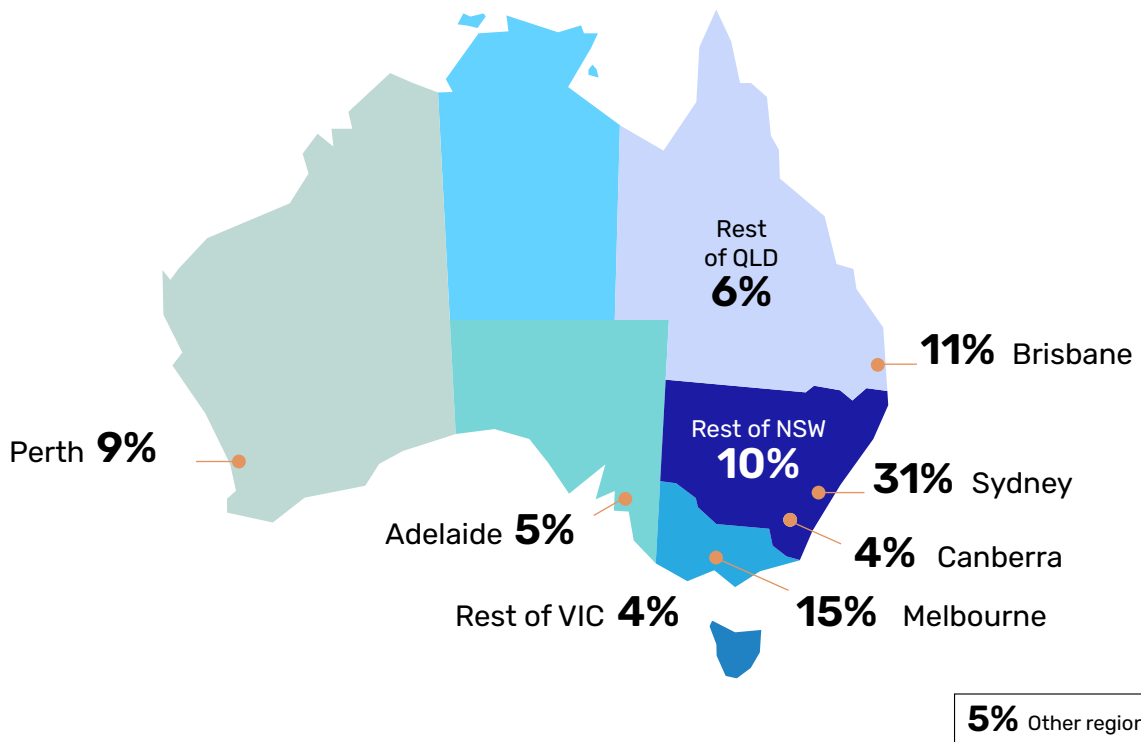 Rest
of QLD
6%
11% Brisbane
Rest of NSW
10%
Perth 9%
31% Sydney
Adelaide 5%
4% Canberra
Rest of VIC 4%
15% Melbourne
5% Other region